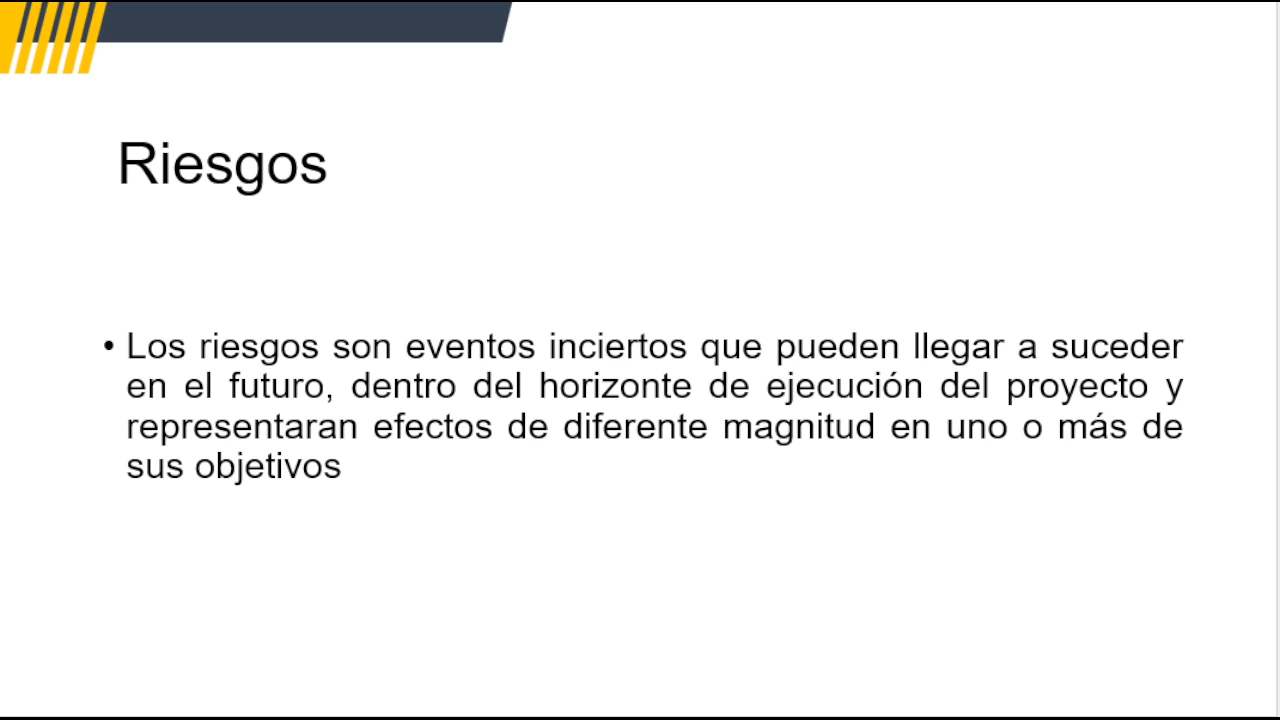 Riesgos
• Los riesgos son eventos inciertos que pueden llegar a suceder
en el futuro, dentro del horizonte de ejecución del proyecto y
representaran efectos de diferente magnitud en uno o más de
sus objetivos